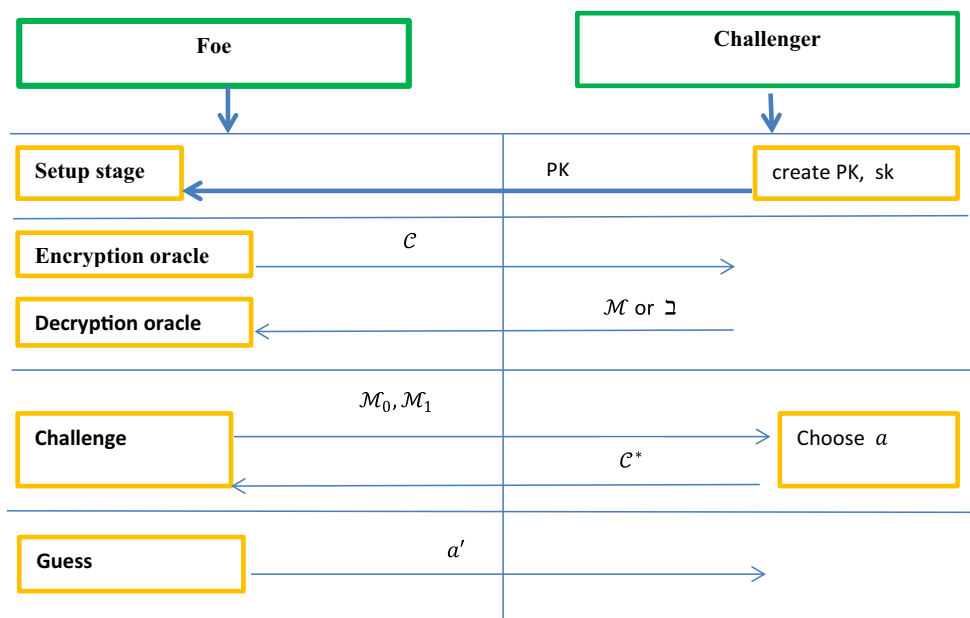 Foe
Challenger
Setup stage
PK
create PK, sk
Encryption oracle
𝒞
ℳ or ℶ
Decryption oracle
ℳ₀, ℳ₁
Challenge
Choose 𝑎
𝒞*
Guess
𝑎′